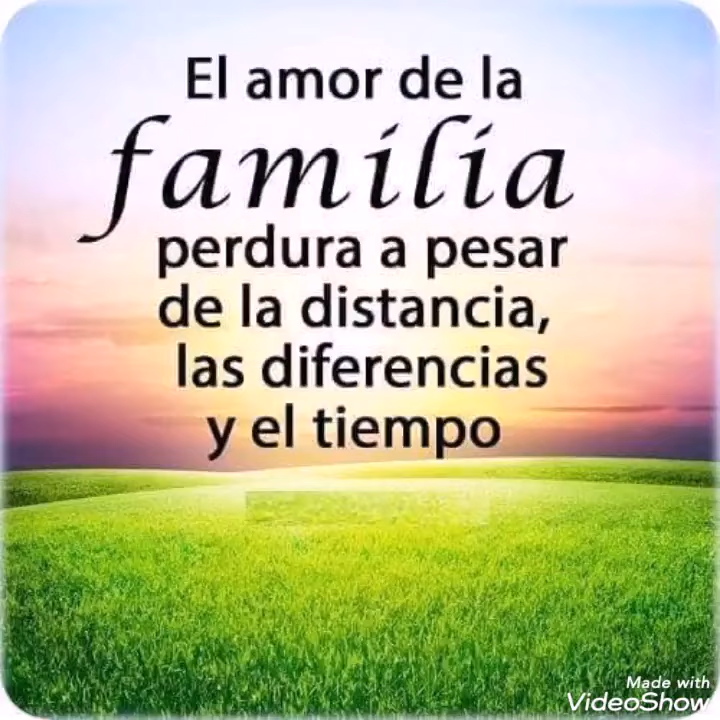 El amor de la
familia
perdura a pesar
de la distancia,
las diferencias
y el tiempo
Made with
VideoShow